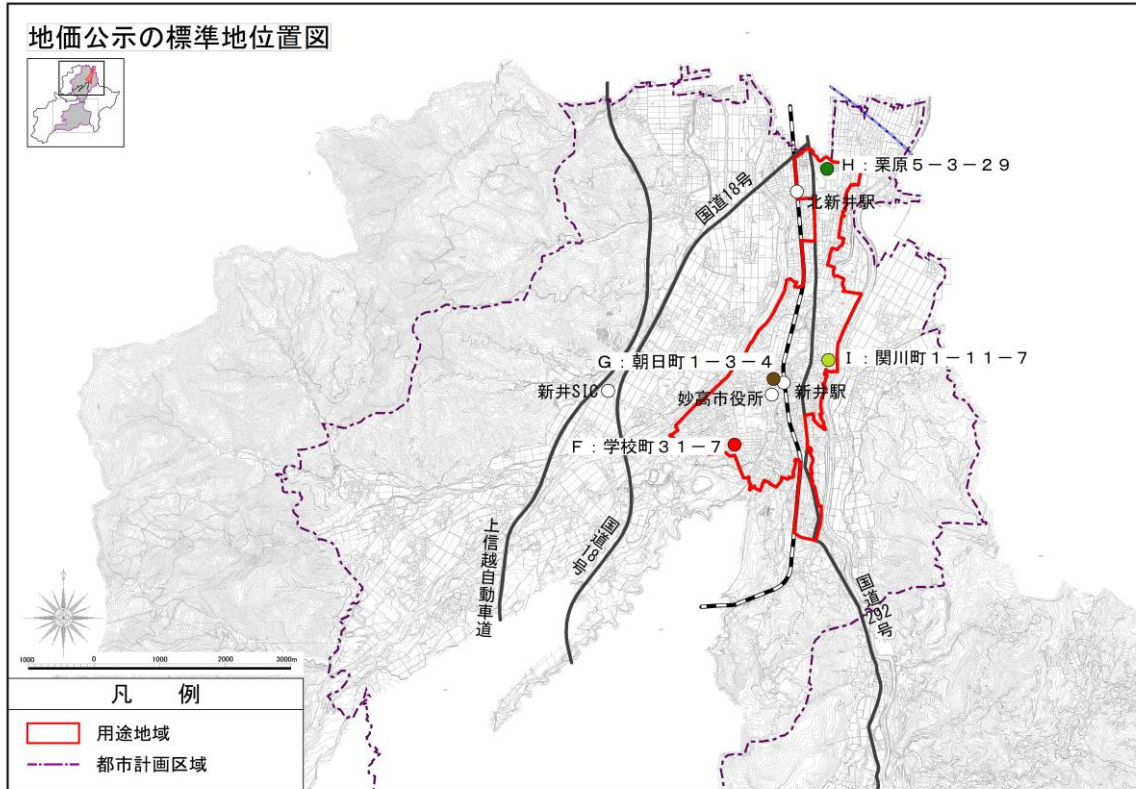 地価公示の標準地位置図
H：栗原５－３－２９
北新井駅
国道18号
G：朝日町１－３－４
I：関川町１－１１－７
新井SIC
妙高市役所
新井駅
F：学校町３１－７
上信越自動車道
国道18号
国道292号
1000 0 1000 2000 3000m
凡 例
用途地域
都市計画区域